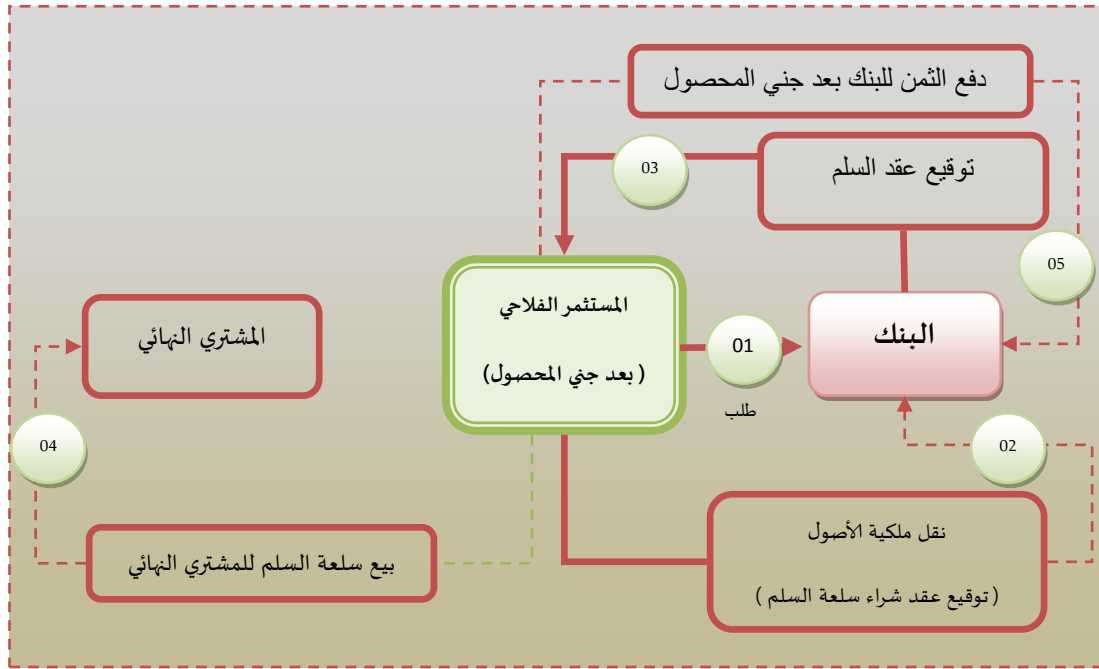 دفع الثمن للبنك بعد جني المحصول
توقيع عقد السلم
03
05
المستثمر الفلاحي
( بعد جني المحصول)
المشتري النهائي
01
البنك
طلب
04
02
نقل ملكية الأصول
( توقيع عقد شراء سلعة السلم )
بيع سلعة السلم للمشتري النهائي